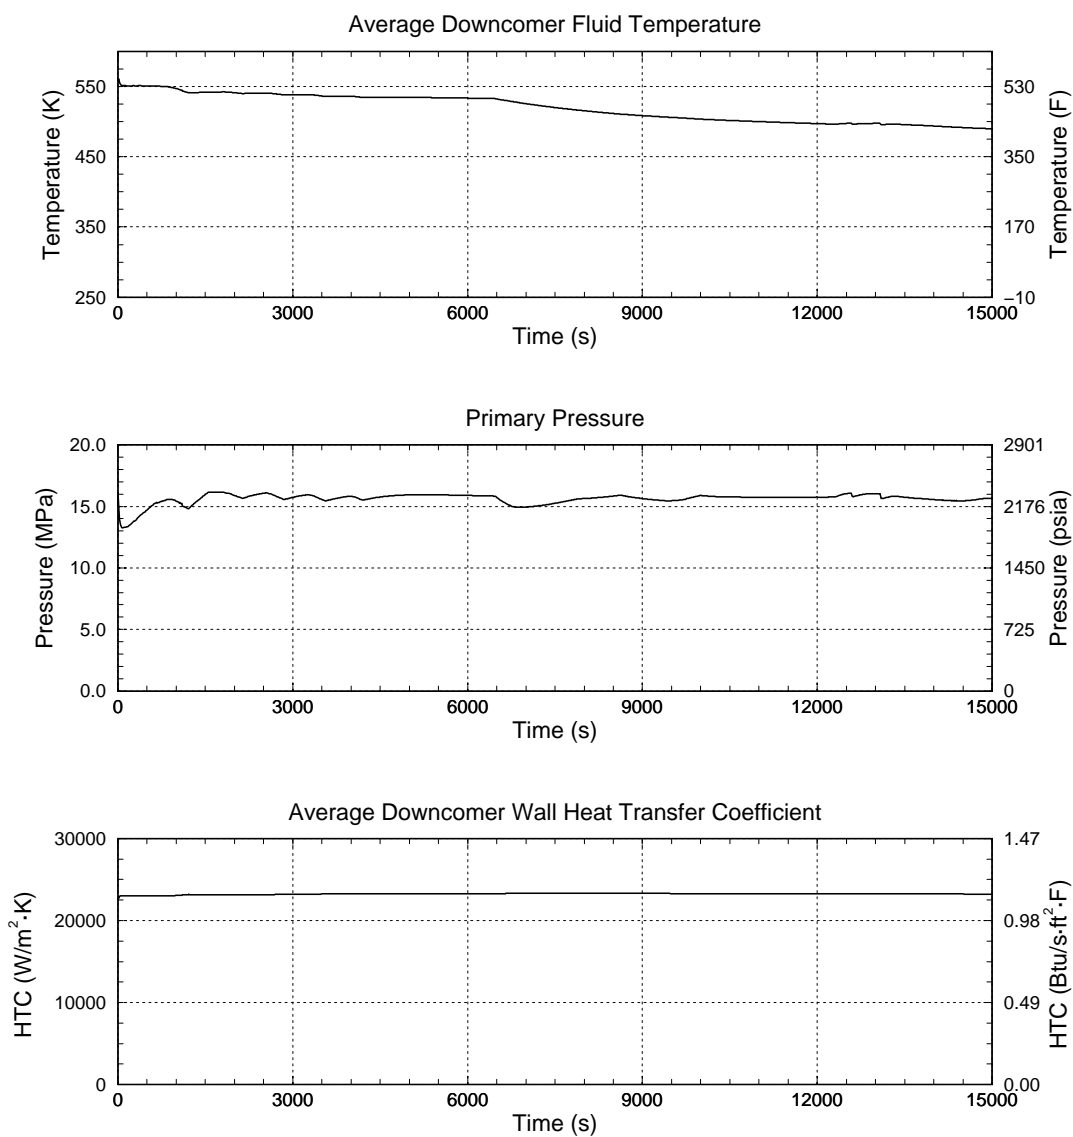 Average Downcomer Fluid Temperature
550
450
350
250
Temperature (K)
530
350
170
−10
Temperature (F)
0 3000 6000 9000 12000 15000
Time (s)
Primary Pressure
20.0
15.0
10.0
5.0
0.0
Pressure (MPa)
2901
2176
1450
725
0
Pressure (psia)
0 3000 6000 9000 12000 15000
Time (s)
Average Downcomer Wall Heat Transfer Coefficient
30000
20000
10000
0
HTC (W/m²·K)
1.47
0.98
0.49
0.00
HTC (Btu/s·ft²·F)
0 3000 6000 9000 12000 15000
Time (s)